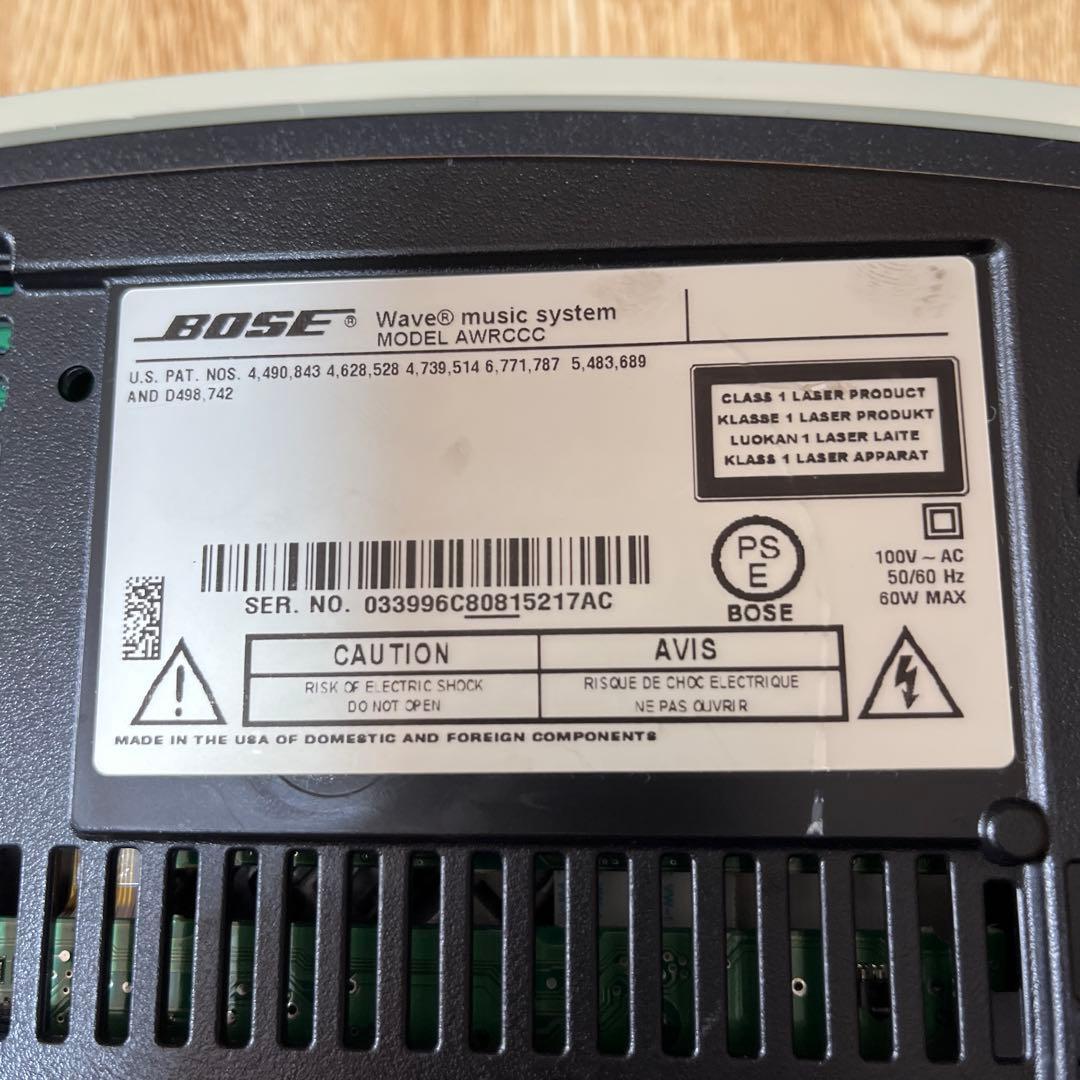 BOSE® Wave® music system
MODEL AWRCCC
U.S. PAT. NOS. 4,490,843 4,628,528 4,739,514 6,771,787 5,483,689
AND D498,742
CLASS 1 LASER PRODUCT
KLASSE 1 LASER PRODUKT
LUOKAN 1 LASER LAITE
KLASS 1 LASER APPARAT
SER. NO. 033996C80815217AC
PS
E
BOSE
100V ~ AC
50/60 Hz
60W MAX
CAUTION
RISK OF ELECTRIC SHOCK
DO NOT OPEN
AVIS
RISQUE DE CHOC ELECTRIQUE
NE PAS OUVRIR
MADE IN THE USA OF DOMESTIC AND FOREIGN COMPONENTS